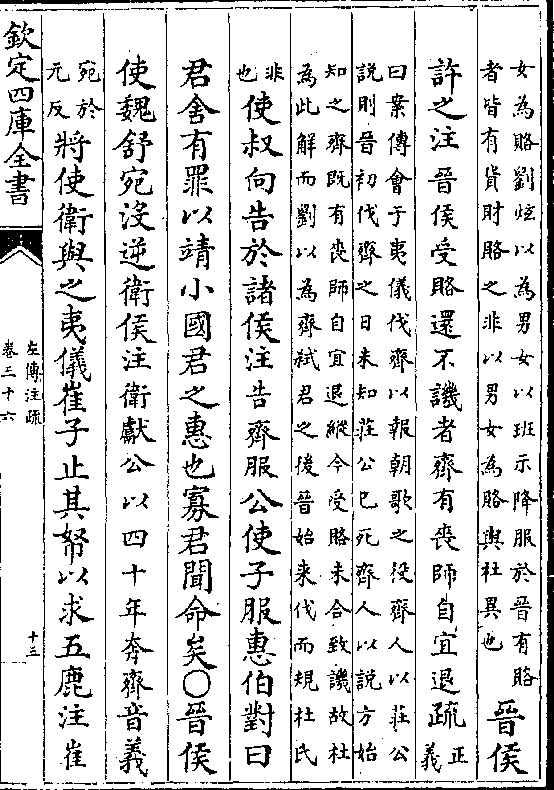 女為賂劉炫以為男女以班示降服於晉有賂
者皆有貨財賂之非以男女為賂與杜異也
晉侯
許之注晉侯受賂還不譏者齊有喪師自宜退疏
正
義
曰案傳會于夷儀伐齊以報朝歌之役齊人以莊公
說則晉初伐齊之日未知莊公已死齊人以說方始
知之齊既有喪師自宜退縱令受賂未合致譏故杜
為此解而劉以為齊弒君之後晉始来伐而規杜氏
非
也
使叔向告於諸侯注告齊服公使子服惠伯對曰
君舍有罪以靖小國君之惠也寡君聞命矣○晉侯
使魏舒宛沒逆衛侯注衛獻公以四十年奔齊音義
宛於
元反
將使衛與之夷儀崔子止其帑以求五鹿注崔
欽定四庫全書
左傳注疏
卷三十六
十三